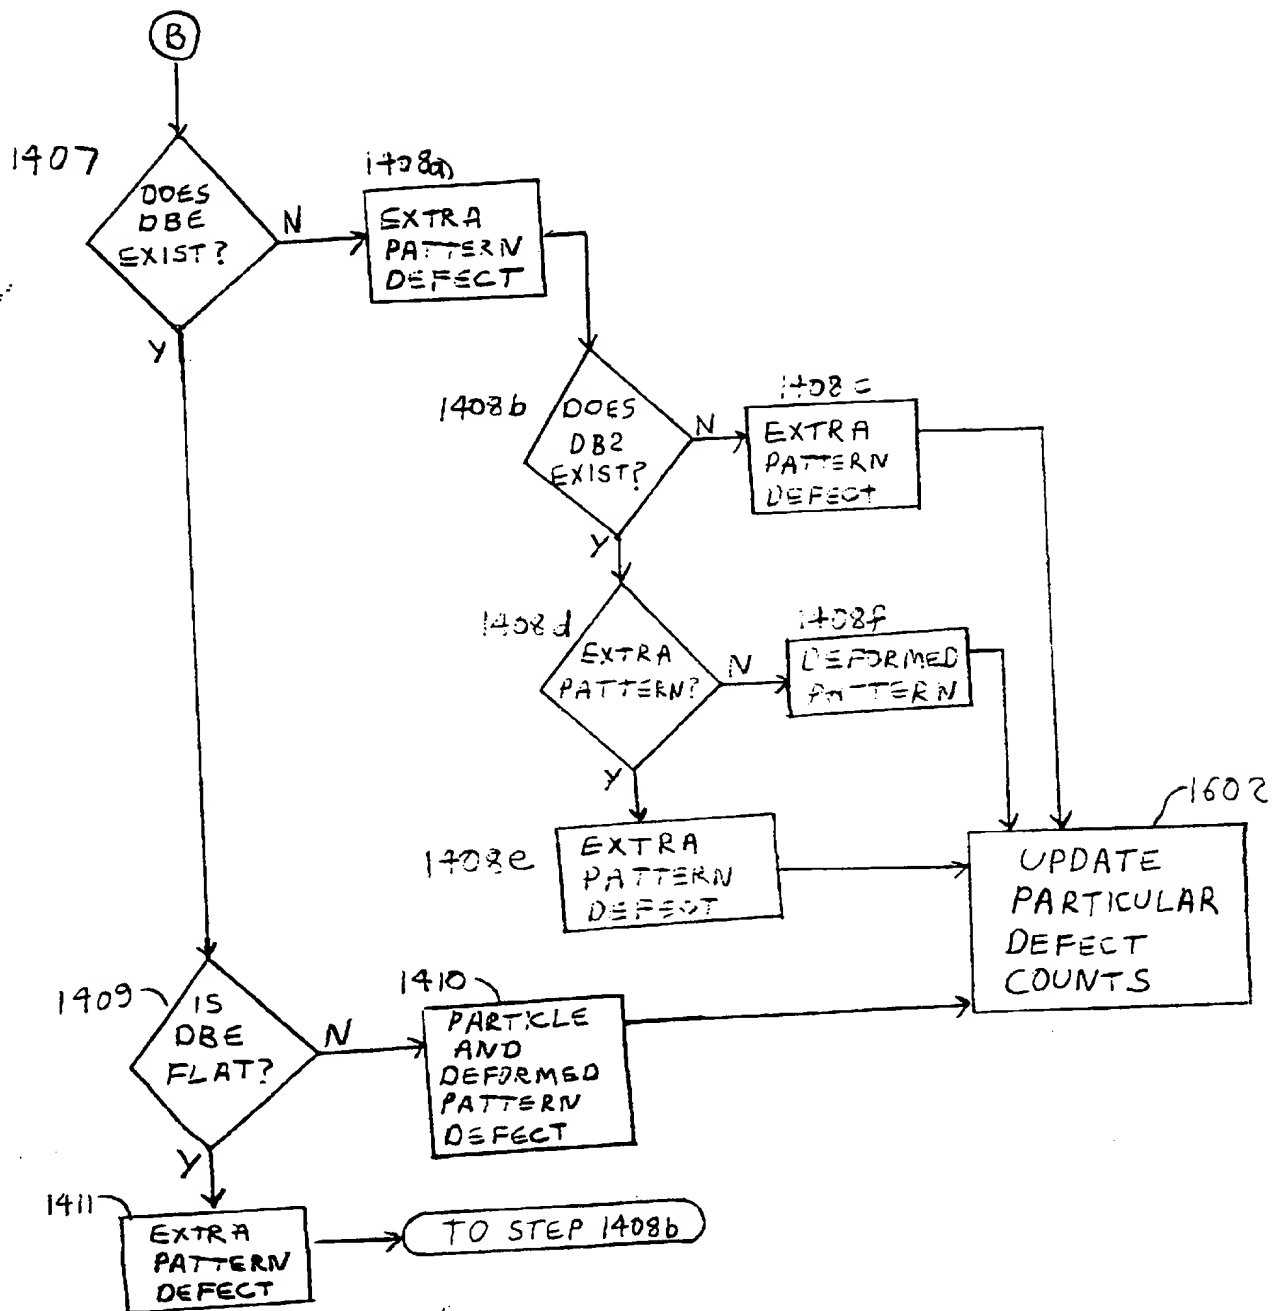 B
1407
DOES
DBE
EXIST?
N
Y
1408a
EXTRA
PATTERN
DEFECT
1408b
DOES
DB2
EXIST?
N
Y
1408c
EXTRA
PATTERN
DEFECT
1408d
EXTRA
PATTERN?
N
Y
1408f
DEFORMED
PATTERN
1408e
EXTRA
PATTERN
DEFECT
1602
UPDATE
PARTICULAR
DEFECT
COUNTS
1409
IS
DBE
FLAT?
N
Y
1410
PARTICLE
AND
DEFORMED
PATTERN
DEFECT
1411
EXTRA
PATTERN
DEFECT
TO STEP 1408b